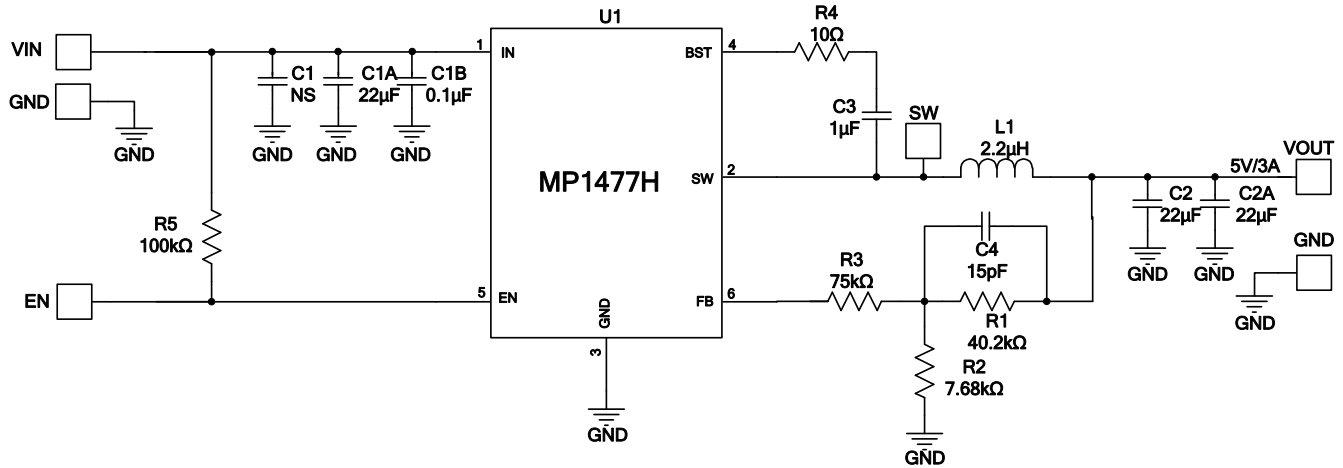 U1
R4
10Ω
VIN
1
IN
BST
4
C1
NS
C1A
22µF
C1B
0.1µF
GND
GND
GND
GND
GND
C3
1µF
SW
L1
2.2µH
VOUT
5V/3A
MP1477H
SW
2
C2
22µF
C2A
22µF
R5
100kΩ
GND
GND
GND
C4
15pF
R3
75kΩ
EN
5
EN
GND
3
FB
6
R1
40.2kΩ
GND
R2
7.68kΩ
GND
GND